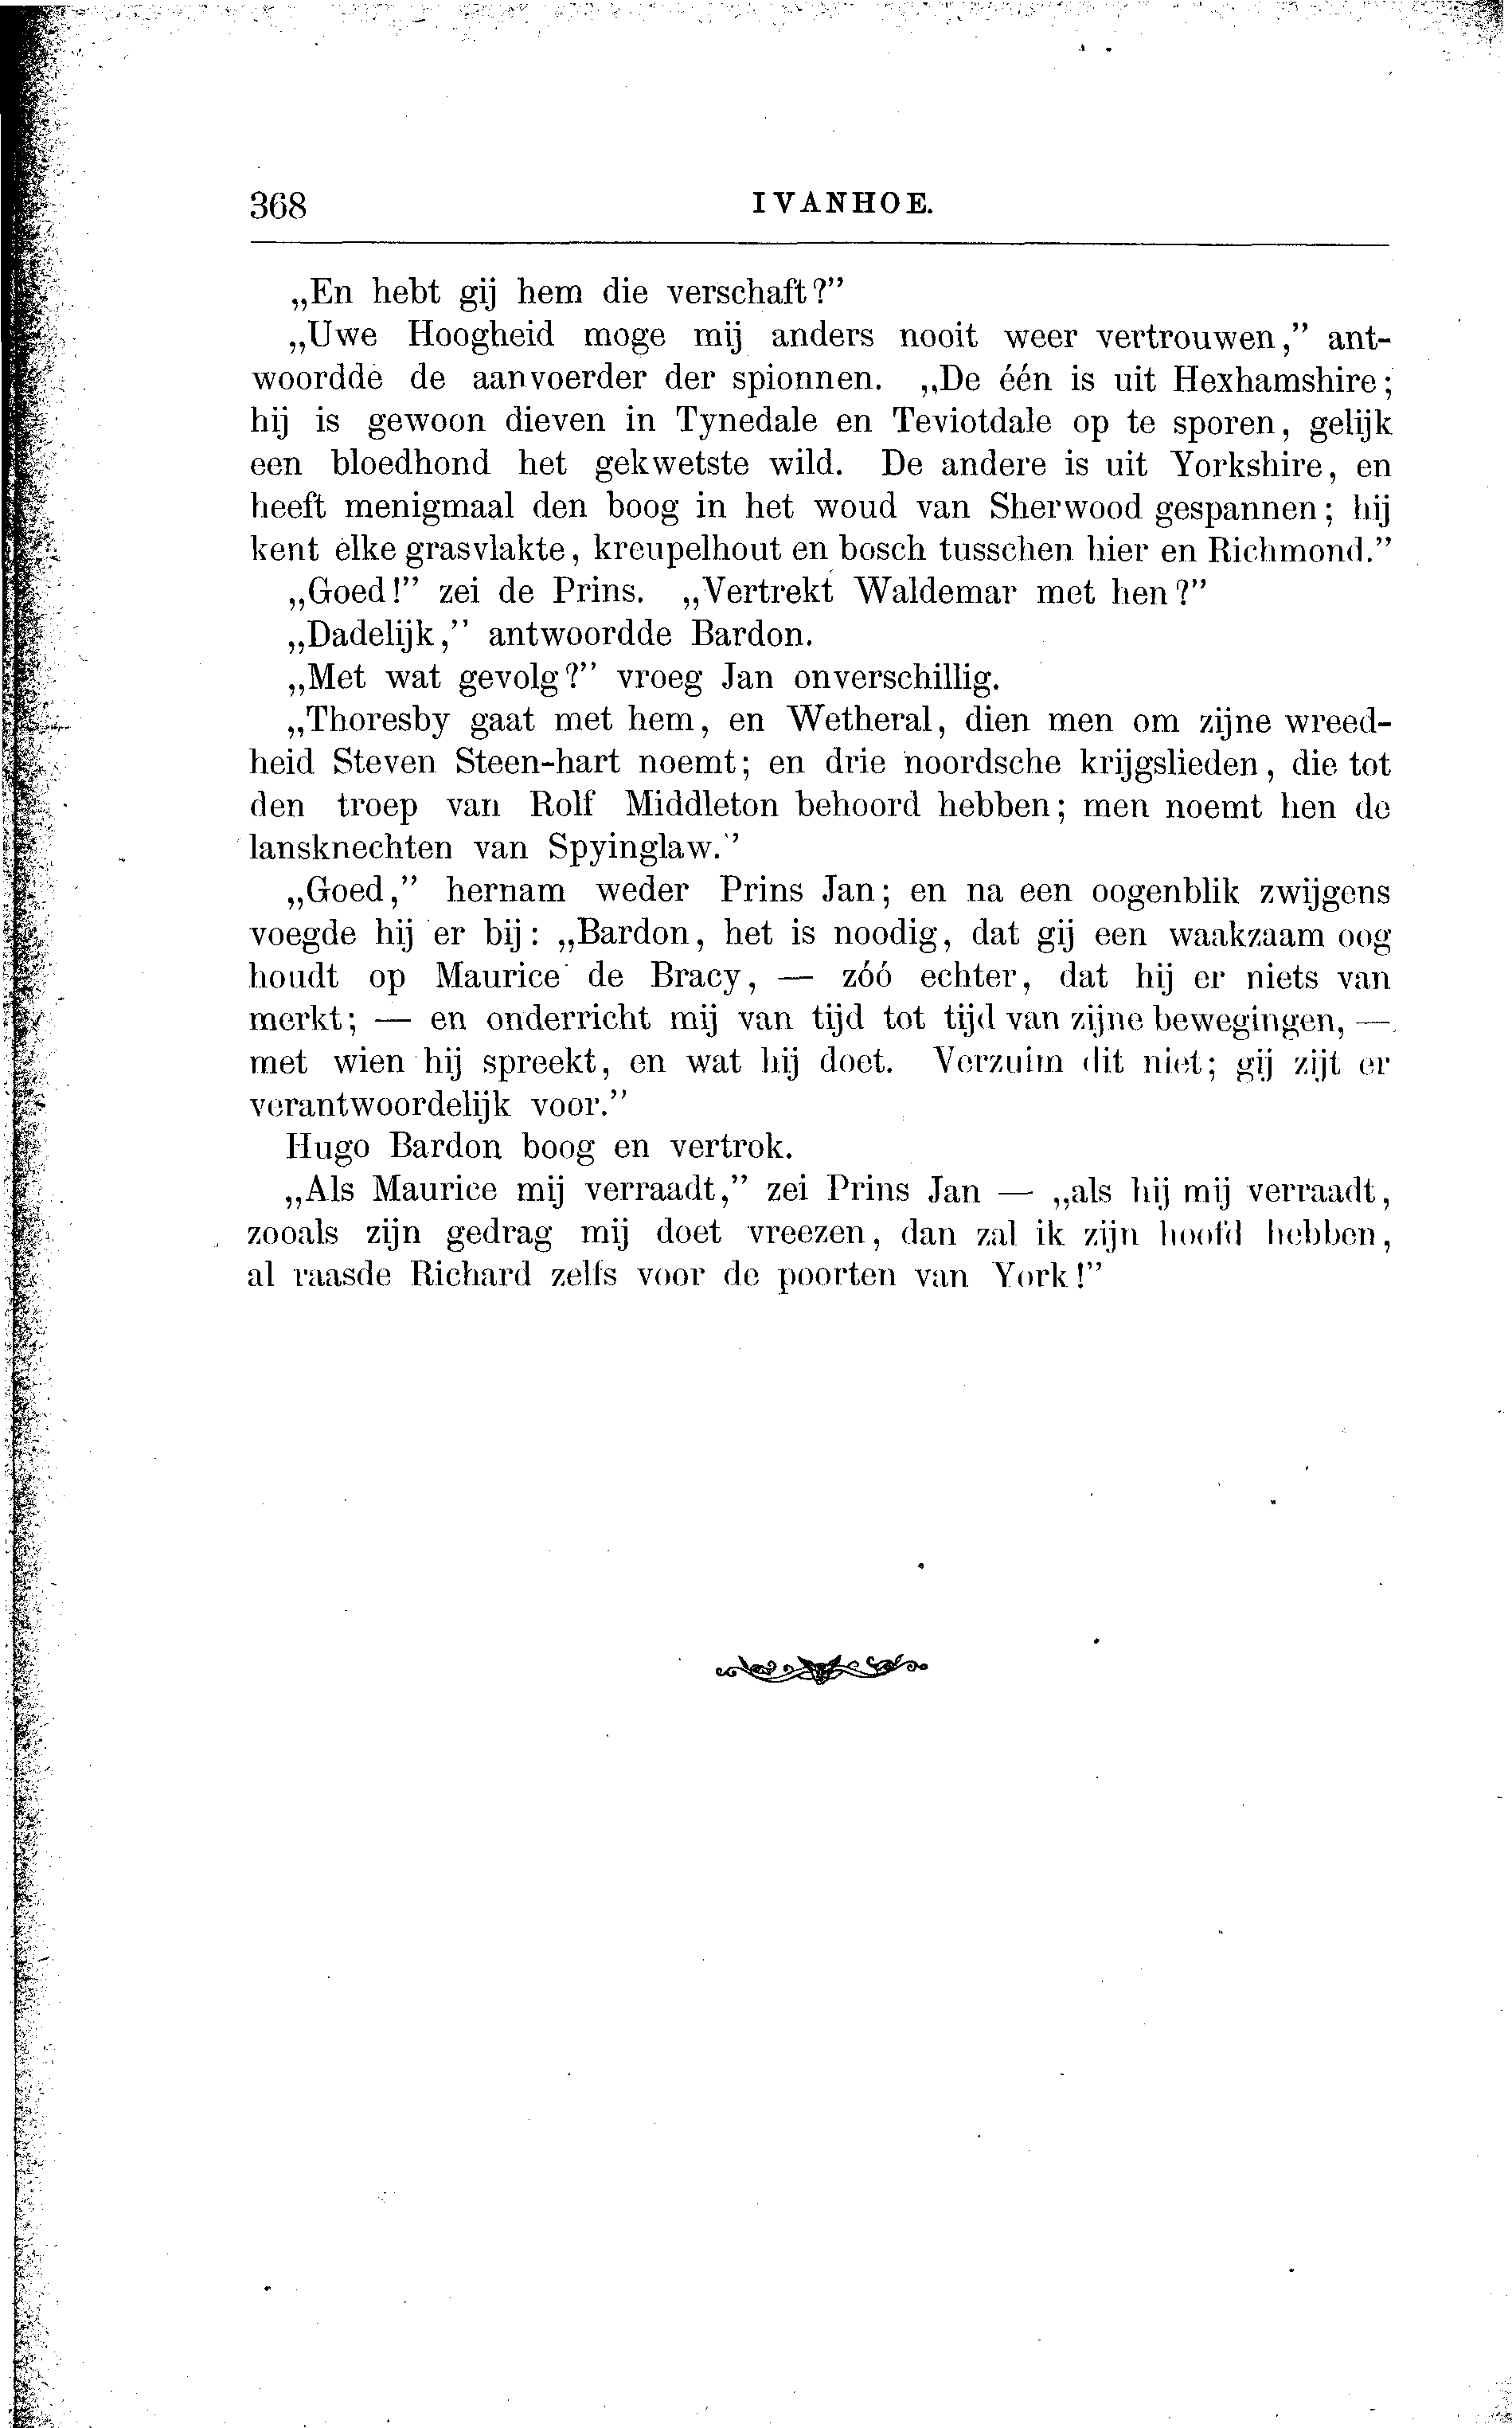 368
IVANHOE.
„En hebt gij hem die verschaft?”
„Uwe Hoogheid moge mij anders nooit weer vertrouwen,” ant-
woordde de aanvoerder der spionnen. „De één is uit Hexhamshire;
hij is gewoon dieven in Tynedale en Teviotdale op te sporen, gelijk
een bloedhond het gekwetste wild. De andere is uit Yorkshire, en
heeft menigmaal den boog in het woud van Sherwood gespannen; hij
kent elke grasvlakte, kreupelhout en bosch tusschen hier en Richmond.”
„Goed!” zei de Prins. „Vertrekt Waldemar met hen?”
„Dadelijk,” antwoordde Bardon.
„Met wat gevolg?” vroeg Jan onverschillig.
„Thoresby gaat met hem, en Wetheral, dien men om zijne wreed-
heid Steven Steen-hart noemt; en drie noordsche krijgslieden, die tot
den troep van Rolf Middleton behoord hebben; men noemt hen de
lansknechten van Spyinglaw.”
„Goed,” hernam weder Prins Jan; en na een oogenblik zwijgens
voegde hij er bij: „Bardon, het is noodig, dat gij een waakzaam oog
houdt op Maurice de Bracy, — zóó echter, dat hij er niets van
merkt; — en onderricht mij van tijd tot tijd van zijne bewegingen, —
met wien hij spreekt, en wat hij doet. Verzuim dit niet; gij zijt er
verantwoordelijk voor.”
Hugo Bardon boog en vertrok.
„Als Maurice mij verraadt,” zei Prins Jan — „als hij mij verraadt,
zooals zijn gedrag mij doet vreezen, dan zal ik zijn hoofd hebben,
al raasde Richard zelfs voor de poorten van York!”